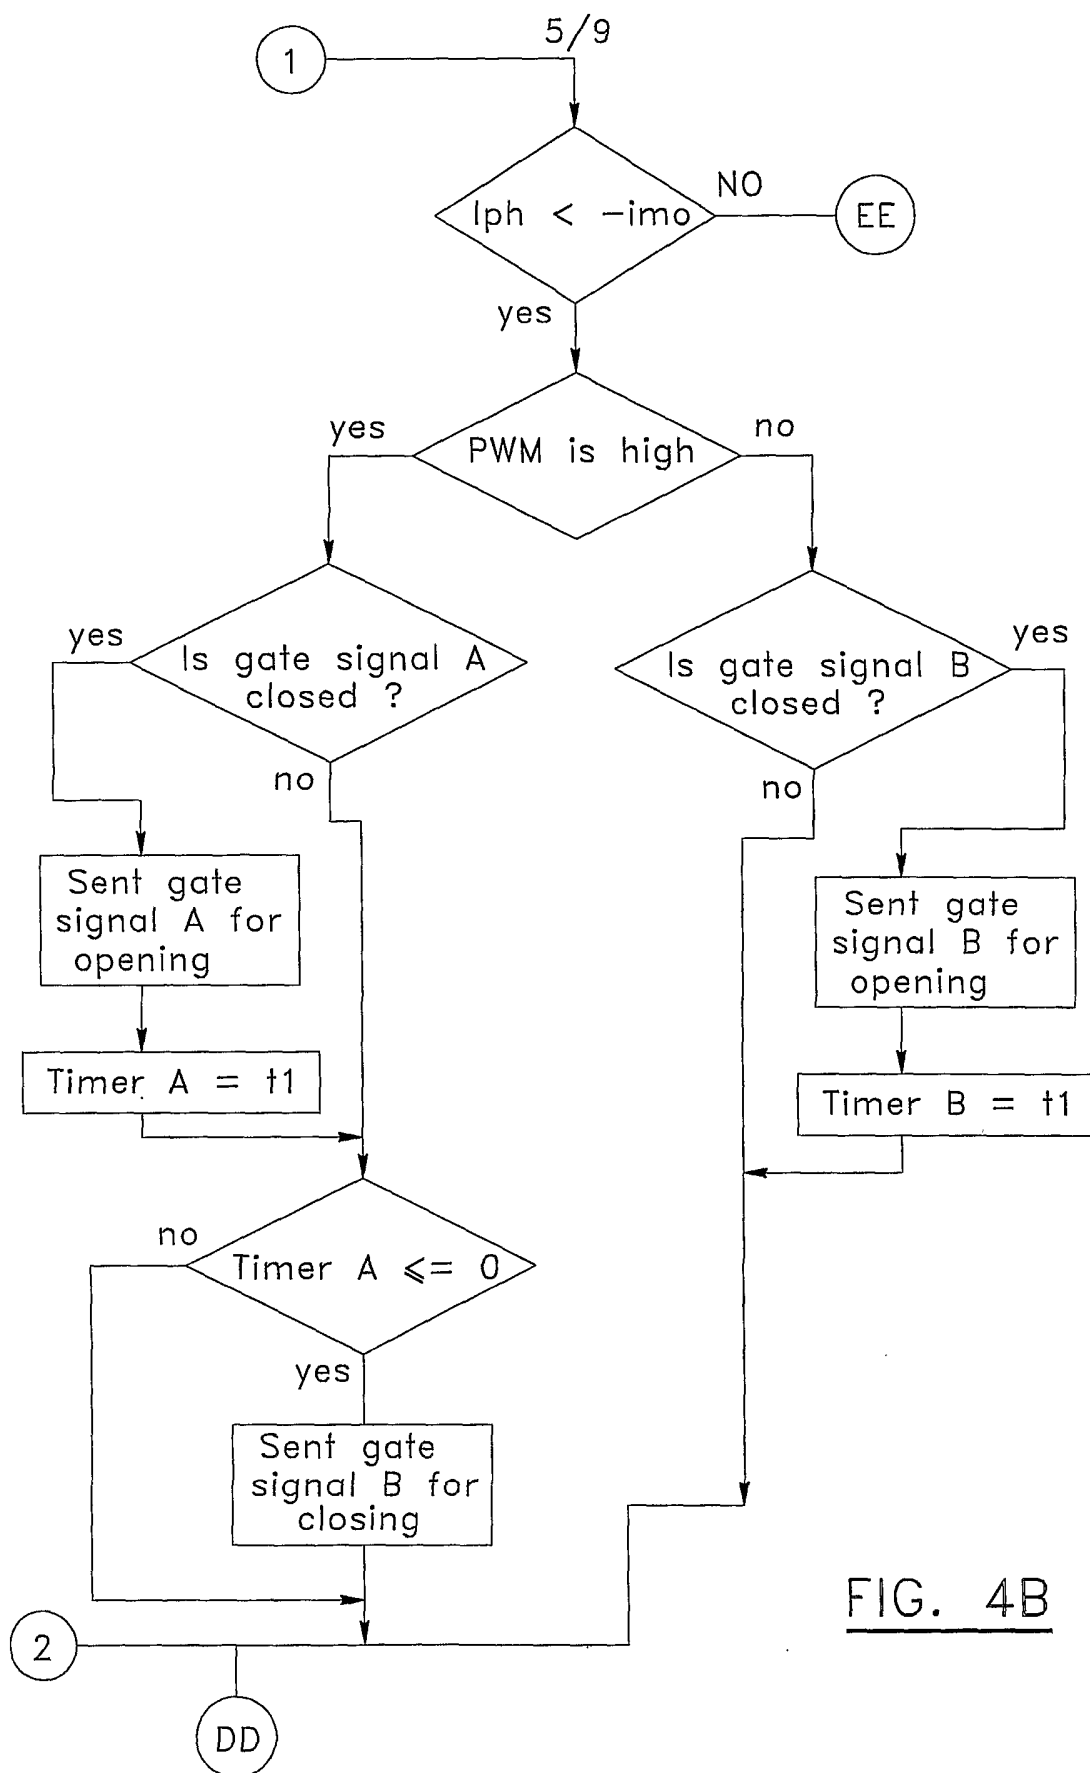 5/9
1
Iph < -imo
NO
EE
yes
PWM is high
yes
no
Is gate signal A
closed ?
yes
no
Is gate signal B
closed ?
yes
no
Sent gate
signal A for
opening
Sent gate
signal B for
opening
Timer A = t1
Timer B = t1
Timer A ⩽= 0
no
yes
Sent gate
signal B for
closing
2
DD
FIG. 4B